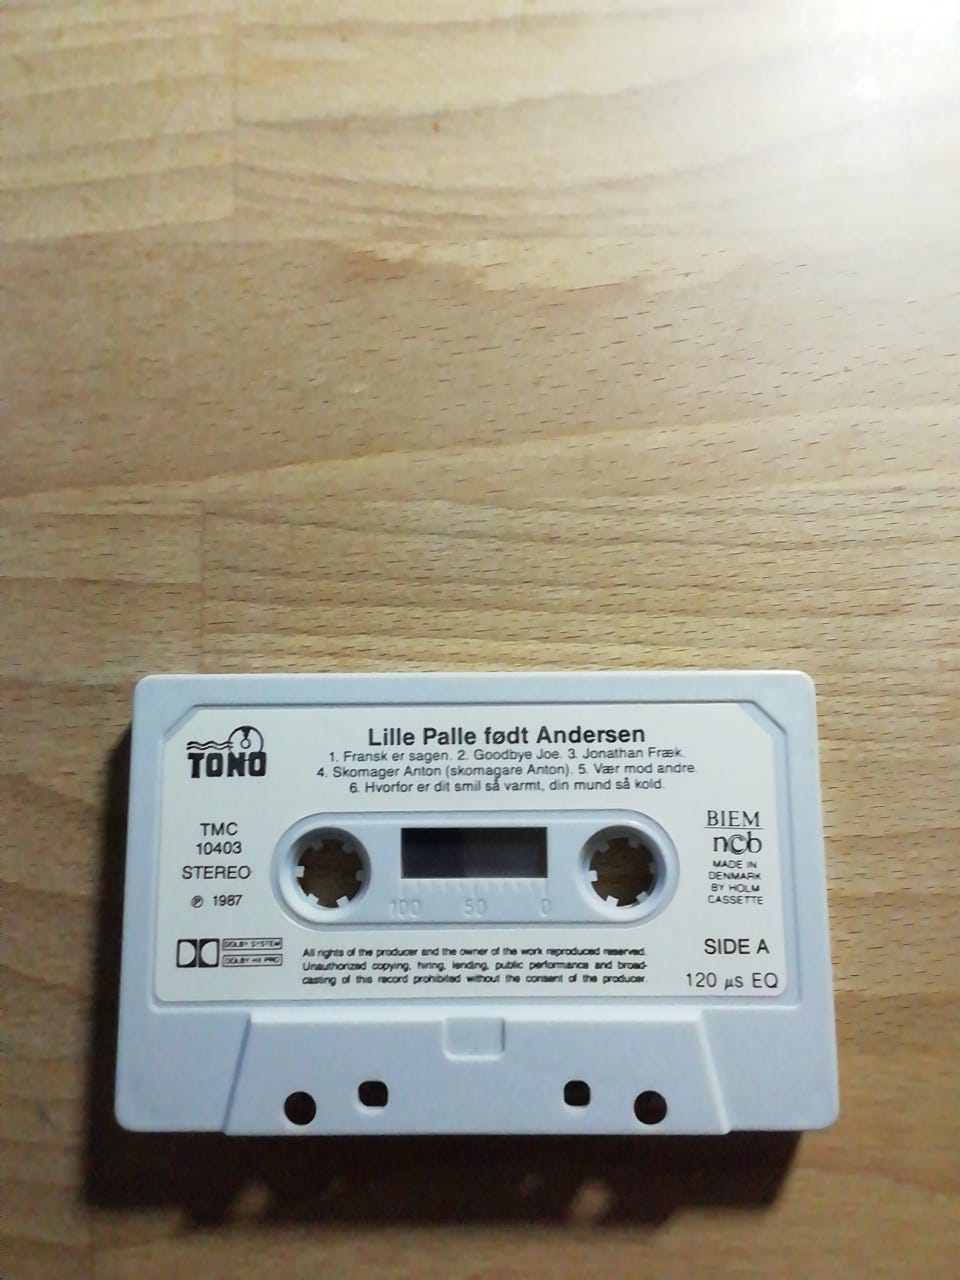 TONO
Lille Palle født Andersen
1. Fransk er sagen. 2. Goodbye Joe. 3. Jonathan Fræk.
4. Skomager Anton (skomagare Anton). 5. Vær mod andre.
6. Hvorfor er dit smil så varmt, din mund så kold.
TMC
10403
STEREO
℗ 1987
BIEM
n©b
MADE IN
DENMARK
BY HOLM
CASSETTE
100 50 0
DOLBY SYSTEM
DOLBY HX PRO
All rights of the producer and the owner of the work reproduced reserved.
Unauthorized copying, hiring, lending, public performance and broad-
casting of this record prohibited without the consent of the producer.
SIDE A
120 µs EQ